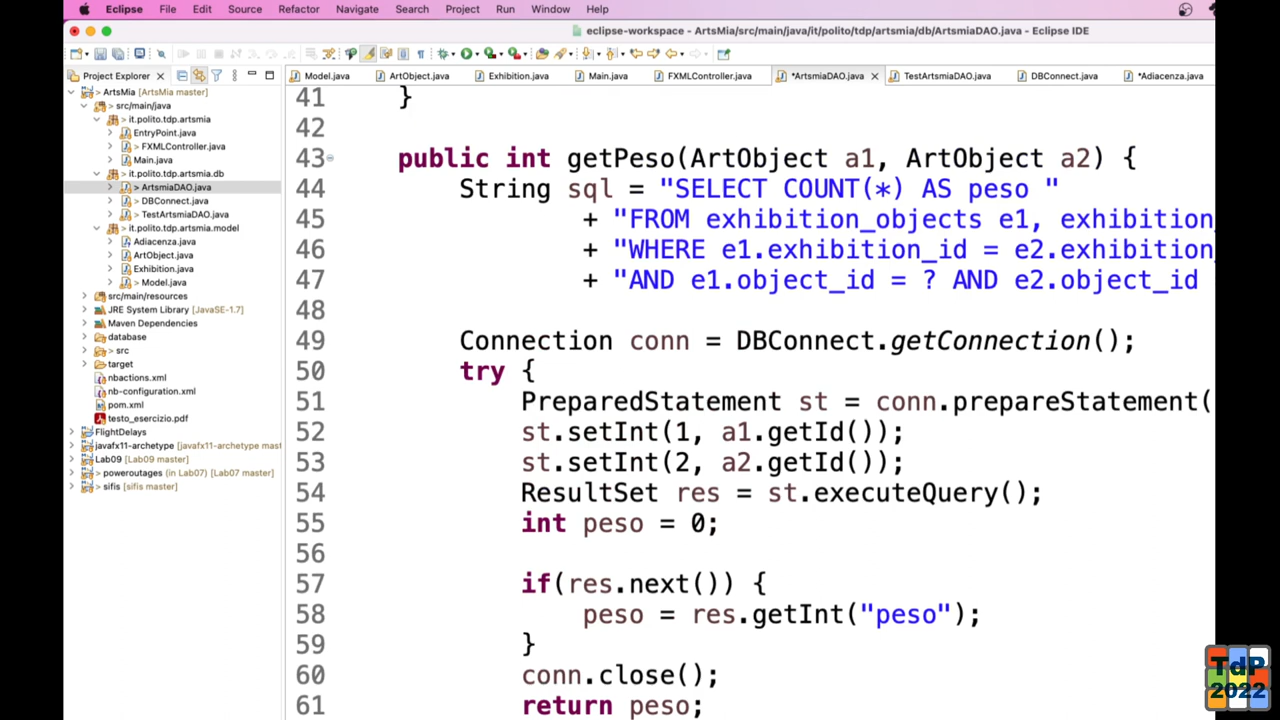 Eclipse File Edit Source Refactor Navigate Search Project Run Window Help
eclipse-workspace - ArtsMia/src/main/java/it/polito/tdp/artsmia/db/ArtsmiaDAO.java - Eclipse IDE
Project Explorer
Model.java ArtObject.java Exhibition.java Main.java FXMLController.java *ArtsmiaDAO.java TestArtsmiaDAO.java DBConnect.java *Adiacenza.java
ArtsMia [ArtsMia master]
src/main/java
it.polito.tdp.artsmia
EntryPoint.java
FXMLController.java
Main.java
it.polito.tdp.artsmia.db
ArtsmiaDAO.java
DBConnect.java
TestArtsmiaDAO.java
it.polito.tdp.artsmia.model
Adiacenza.java
ArtObject.java
Exhibition.java
Model.java
src/main/resources
JRE System Library [JavaSE-1.7]
Maven Dependencies
database
src
target
nbactions.xml
nb-configuration.xml
pom.xml
testo_esercizio.pdf
FlightDelays
javafx11-archetype [javafx11-archetype mast
Lab09 [Lab09 master]
poweroutages (in Lab07) [Lab07 master]
sifis [sifis master]
41 }
42
43 public int getPeso(ArtObject a1, ArtObject a2) {
44 String sql = "SELECT COUNT(*) AS peso "
45 + "FROM exhibition_objects e1, exhibition_
46 + "WHERE e1.exhibition_id = e2.exhibition_
47 + "AND e1.object_id = ? AND e2.object_id
48
49 Connection conn = DBConnect.getConnection();
50 try {
51 PreparedStatement st = conn.prepareStatement(
52 st.setInt(1, a1.getId());
53 st.setInt(2, a2.getId());
54 ResultSet res = st.executeQuery();
55 int peso = 0;
56
57 if(res.next()) {
58 peso = res.getInt("peso");
59 }
60 conn.close();
61 return peso;
TdP
2022